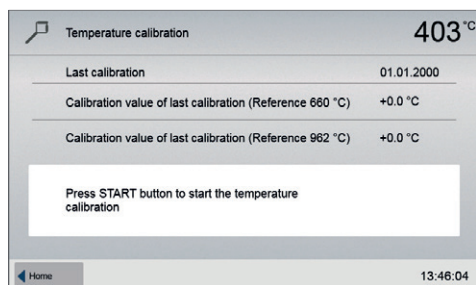 Temperature calibration 403 °C
Last calibration 01.01.2000
Calibration value of last calibration (Reference 660 °C) +0.0 °C
Calibration value of last calibration (Reference 962 °C) +0.0 °C
Press START button to start the temperature
calibration
Home 13:46:04